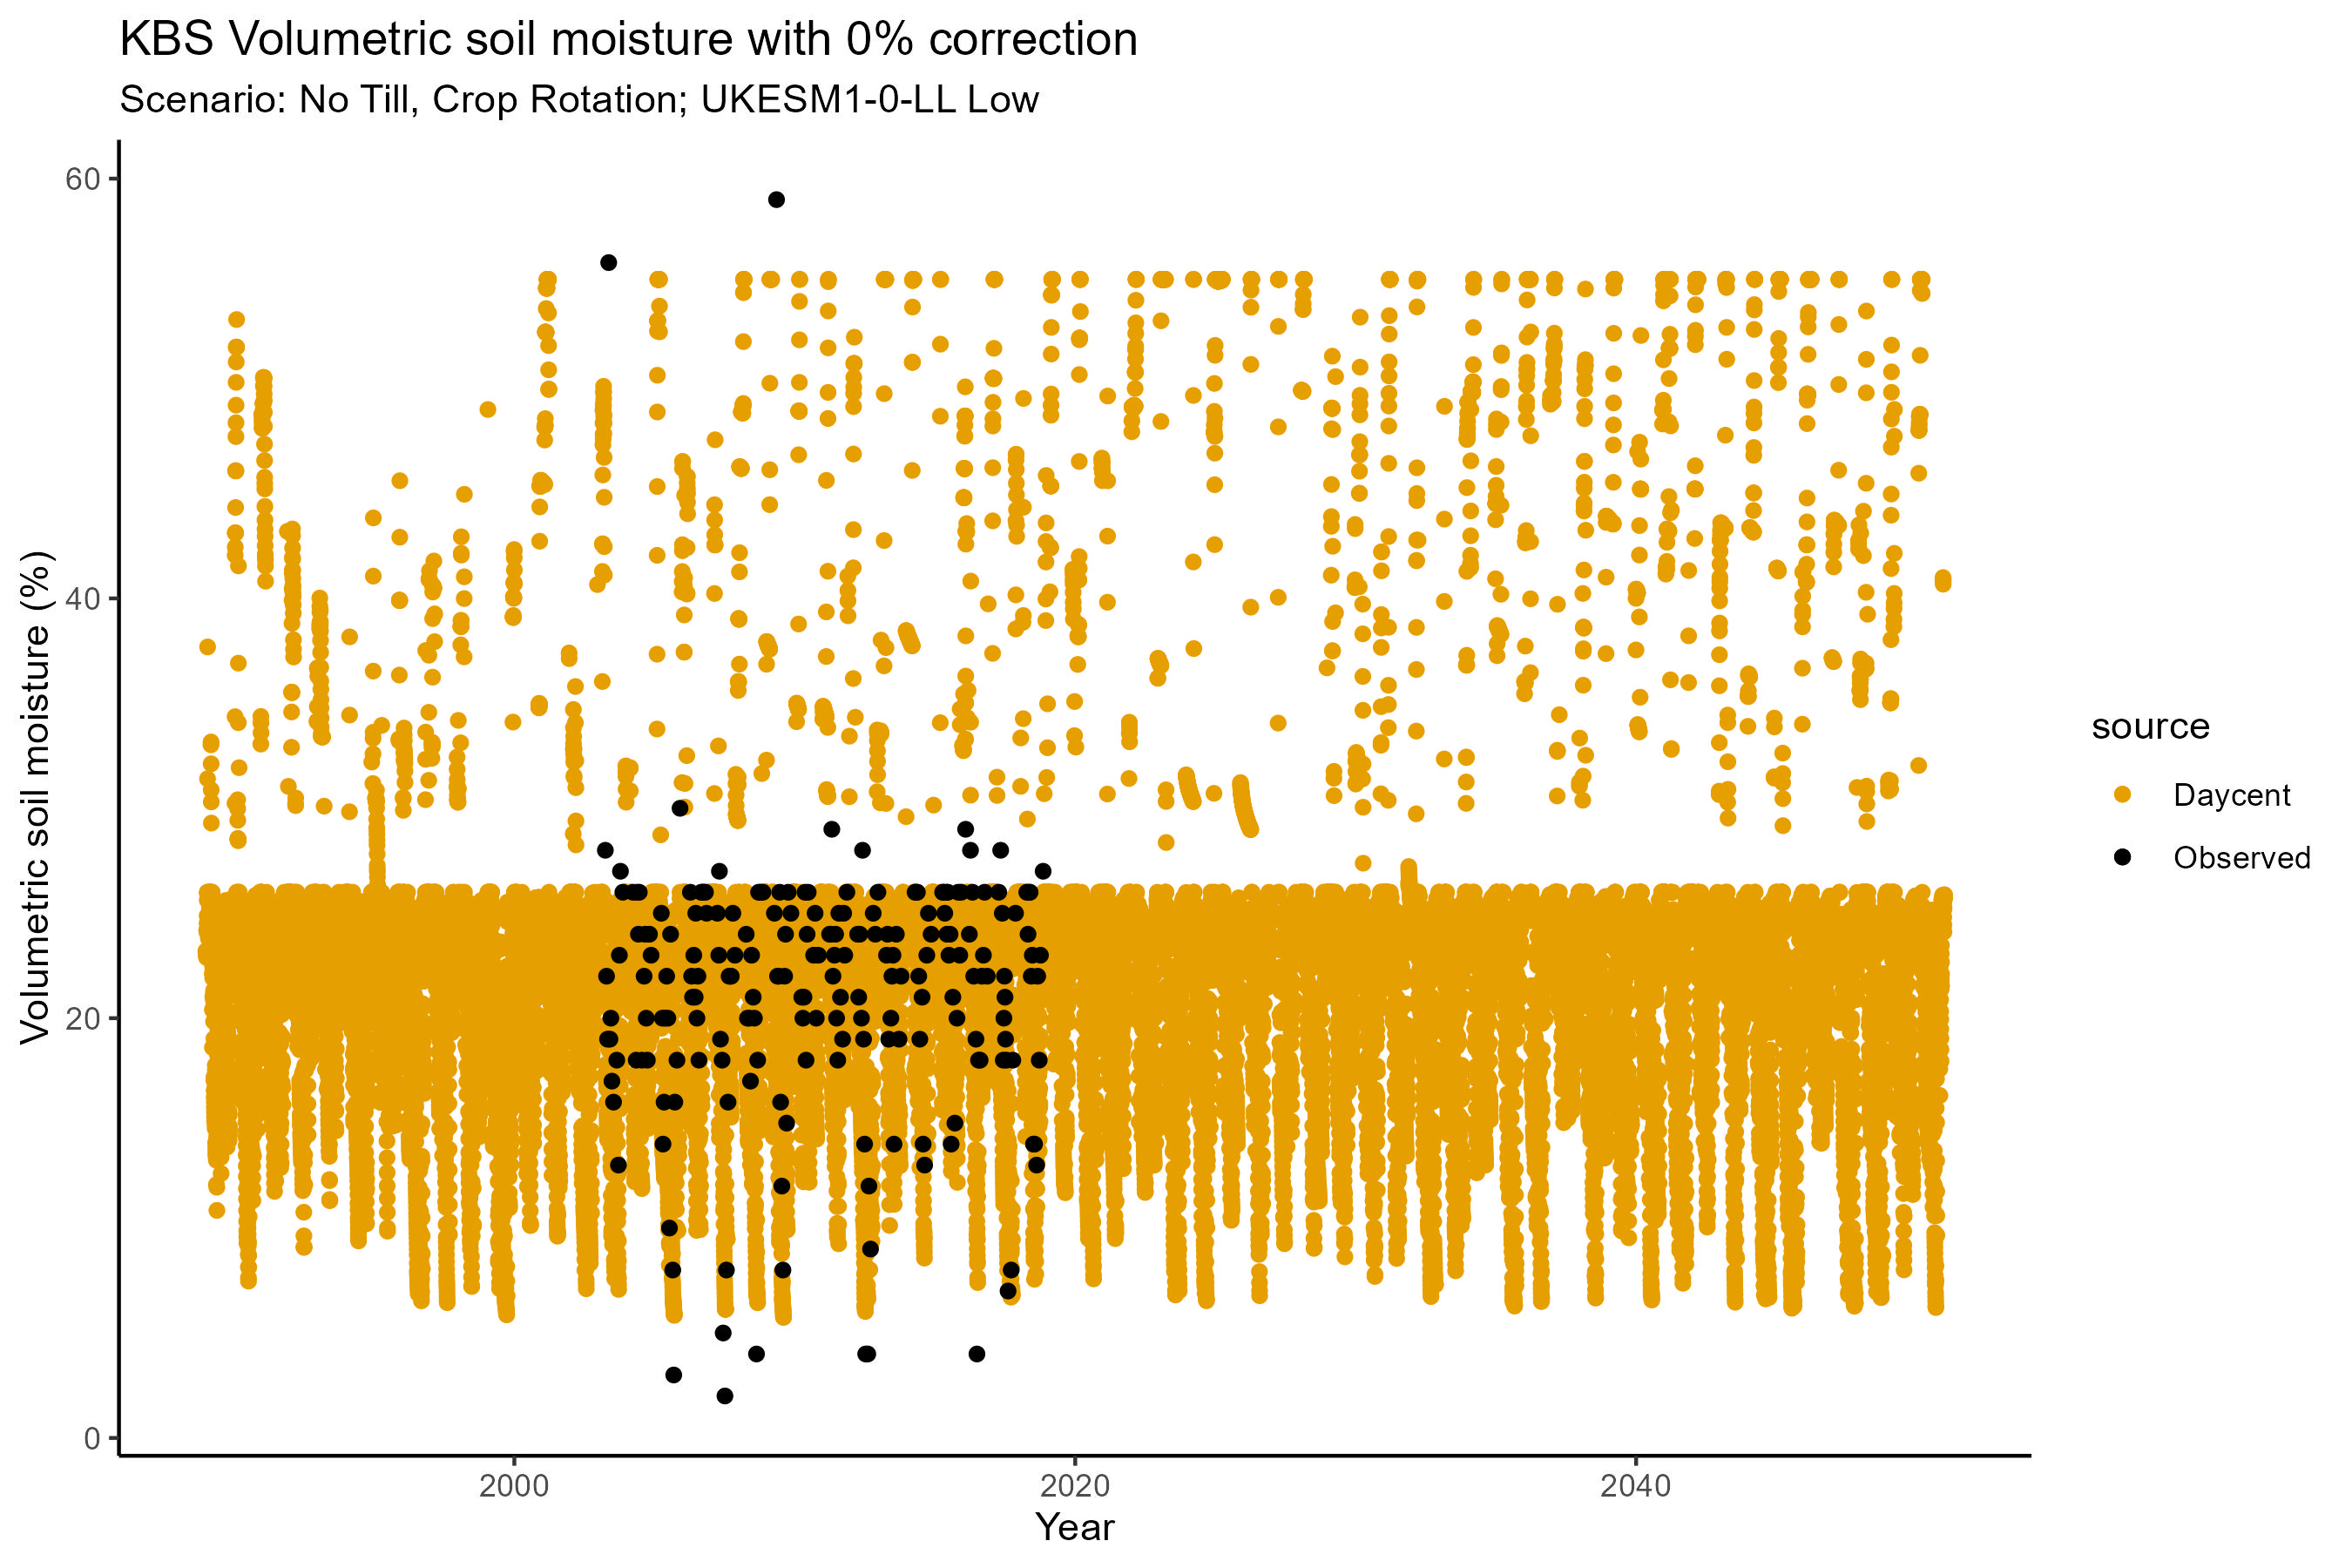 KBS Volumetric soil moisture with 0% correction
Scenario: No Till, Crop Rotation; UKESM1-0-LL Low
Volumetric soil moisture (%)
60
40
20
0
2000
2020
2040
Year
source
Daycent
Observed